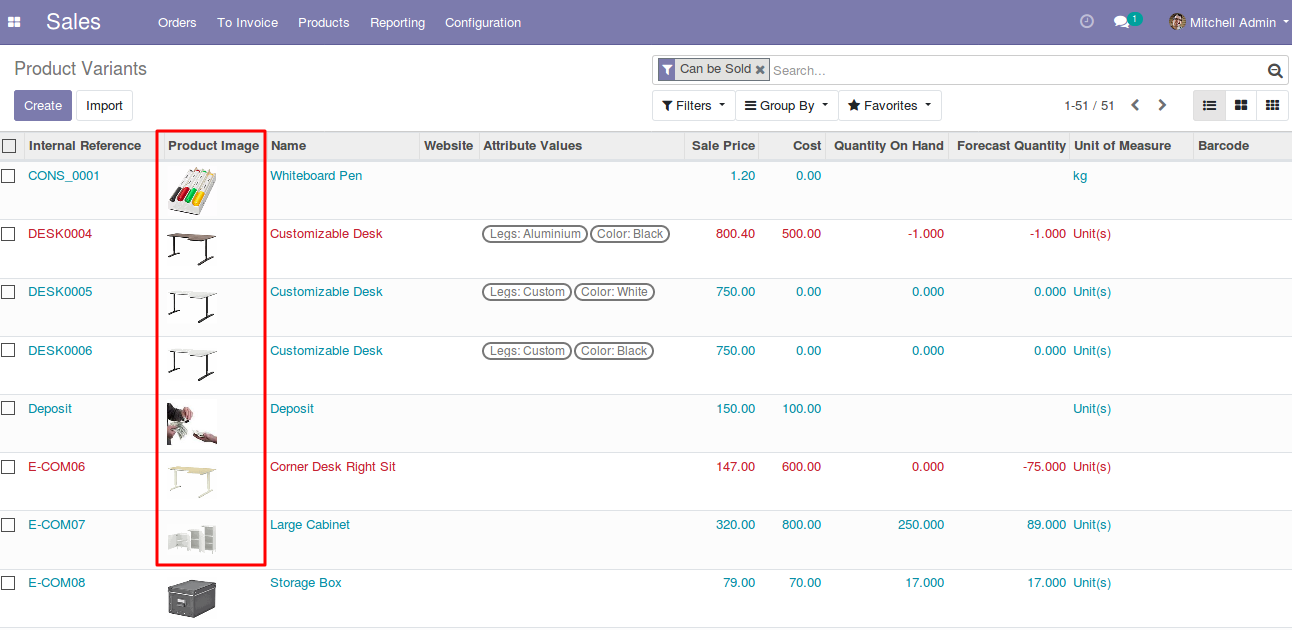 Sales Orders To Invoice Products Reporting Configuration 1 Mitchell Admin
Product Variants Can be Sold Search...
Create Import Filters Group By Favorites 1-51 / 51
Internal Reference Product Image Name Website Attribute Values Sale Price Cost Quantity On Hand Forecast Quantity Unit of Measure Barcode
CONS_0001 Whiteboard Pen 1.20 0.00 kg
DESK0004 Customizable Desk Legs: Aluminium Color: Black 800.40 500.00 -1.000 -1.000 Unit(s)
DESK0005 Customizable Desk Legs: Custom Color: White 750.00 0.00 0.000 0.000 Unit(s)
DESK0006 Customizable Desk Legs: Custom Color: Black 750.00 0.00 0.000 0.000 Unit(s)
Deposit Deposit 150.00 100.00 Unit(s)
E-COM06 Corner Desk Right Sit 147.00 600.00 0.000 -75.000 Unit(s)
E-COM07 Large Cabinet 320.00 800.00 250.000 89.000 Unit(s)
E-COM08 Storage Box 79.00 70.00 17.000 17.000 Unit(s)